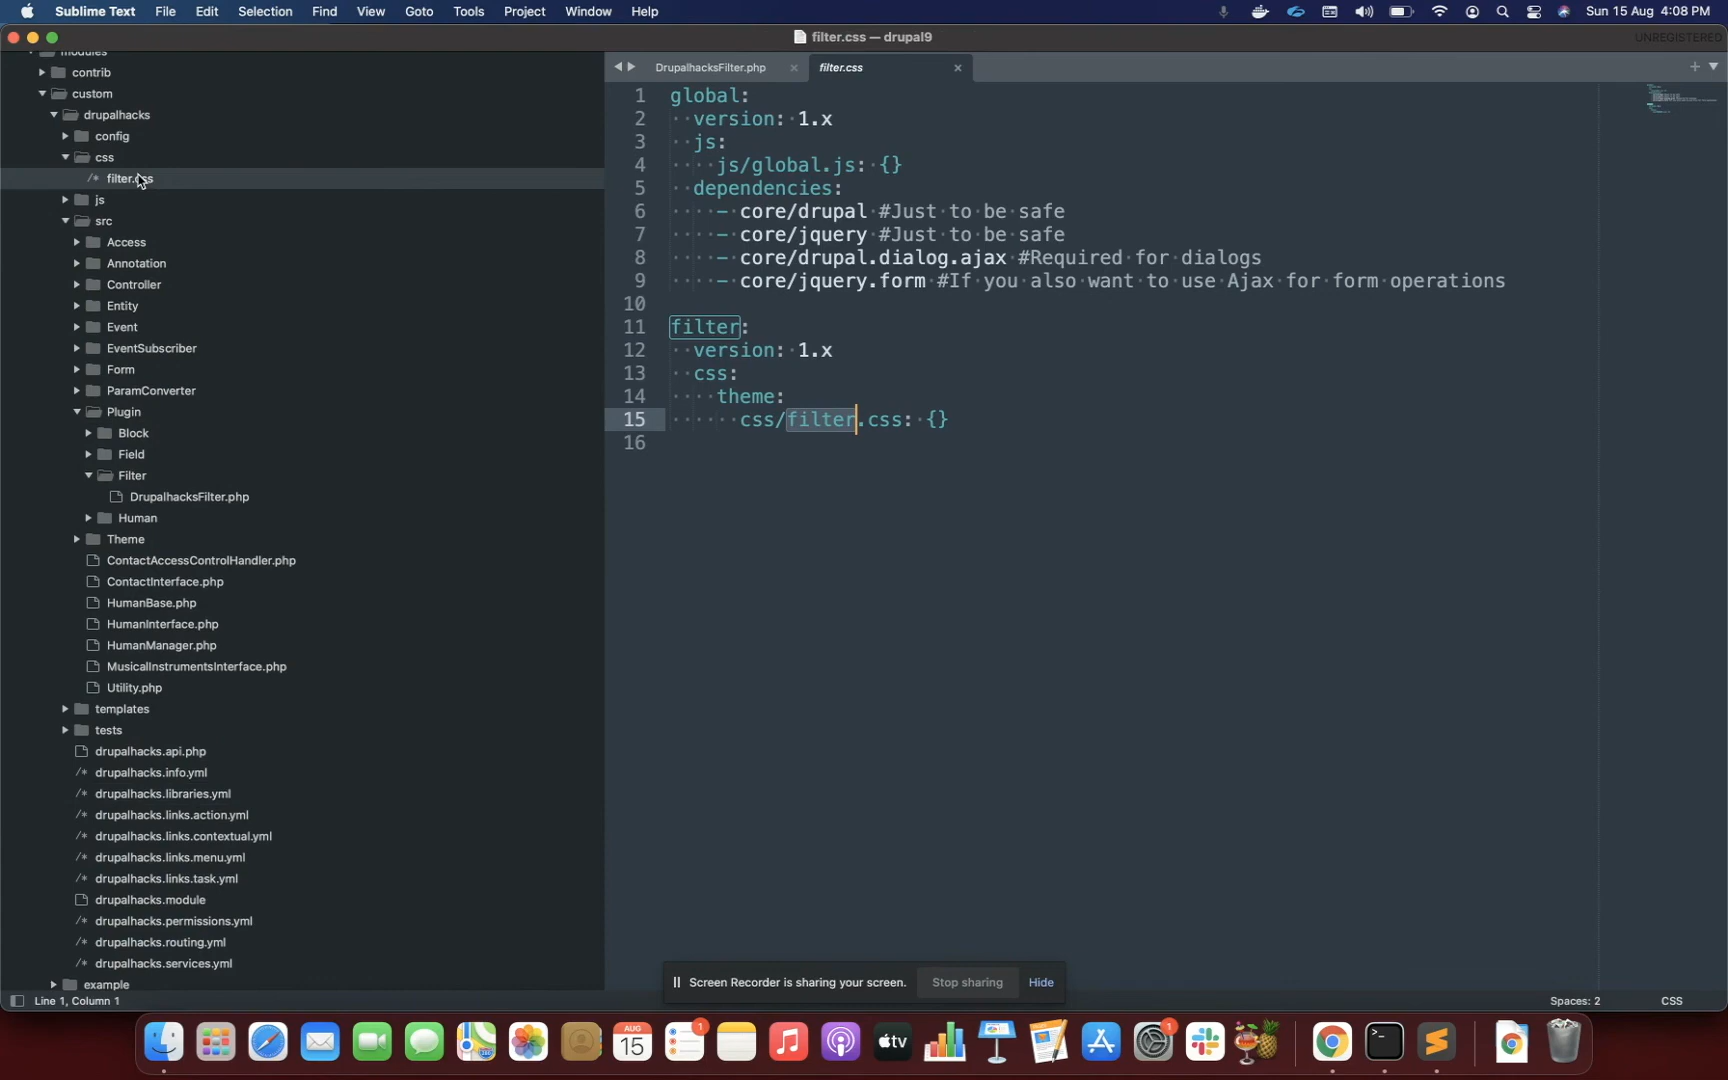 Sublime Text File Edit Selection Find View Goto Tools Project Window Help
Sun 15 Aug 4:08 PM
filter.css — drupal9
UNREGISTERED
modules
contrib
custom
drupalhacks
config
css
filter.css
js
src
Access
Annotation
Controller
Entity
Event
EventSubscriber
Form
ParamConverter
Plugin
Block
Field
Filter
DrupalhacksFilter.php
Human
Theme
ContactAccessControlHandler.php
ContactInterface.php
HumanBase.php
HumanInterface.php
HumanManager.php
MusicalInstrumentsInterface.php
Utility.php
templates
tests
drupalhacks.api.php
drupalhacks.info.yml
drupalhacks.libraries.yml
drupalhacks.links.action.yml
drupalhacks.links.contextual.yml
drupalhacks.links.menu.yml
drupalhacks.links.task.yml
drupalhacks.module
drupalhacks.permissions.yml
drupalhacks.routing.yml
drupalhacks.services.yml
example
DrupalhacksFilter.php
filter.css
1 global:
2 version: 1.x
3 js:
4 js/global.js: {}
5 dependencies:
6 - core/drupal #Just to be safe
7 - core/jquery #Just to be safe
8 - core/drupal.dialog.ajax #Required for dialogs
9 - core/jquery.form #If you also want to use Ajax for form operations
10
11 filter:
12 version: 1.x
13 css:
14 theme:
15 css/filter.css: {}
16
Screen Recorder is sharing your screen. Stop sharing Hide
Line 1, Column 1
Spaces: 2 CSS
AUG
15
1
tv
1